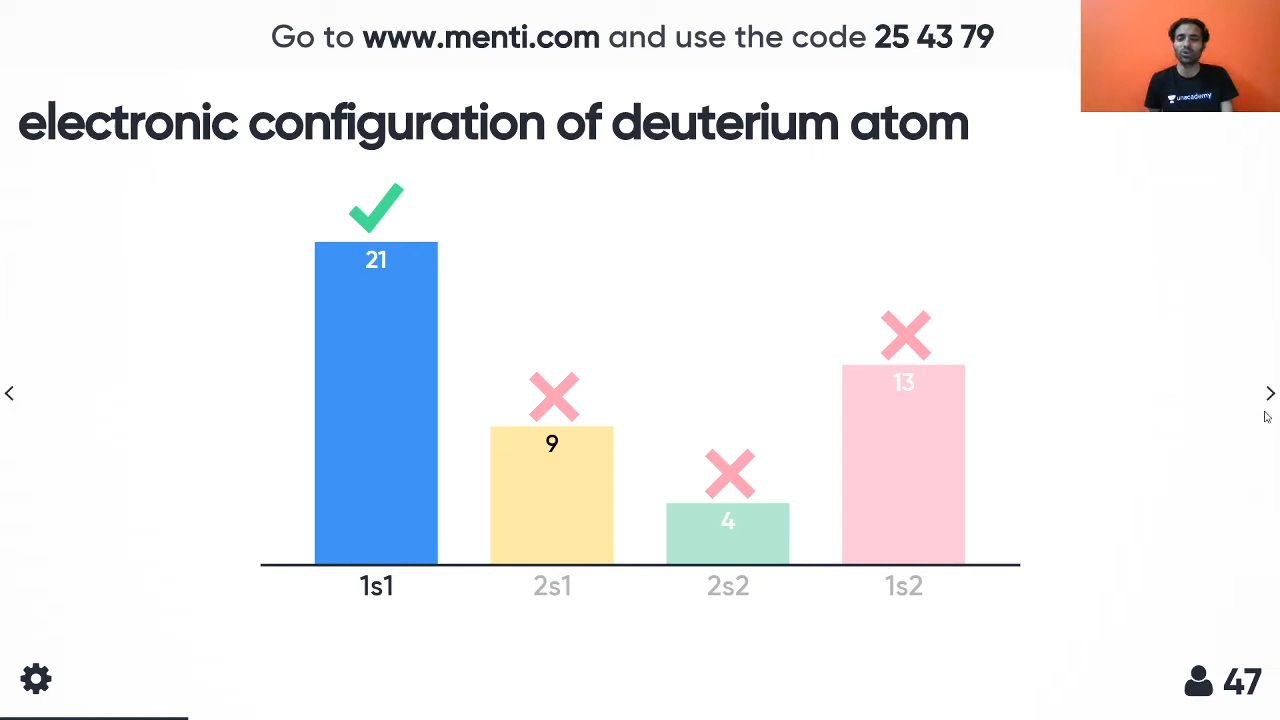 Go to www.menti.com and use the code 25 43 79
unacademy
electronic configuration of deuterium atom
21
9
4
13
1s1
2s1
2s2
1s2
47